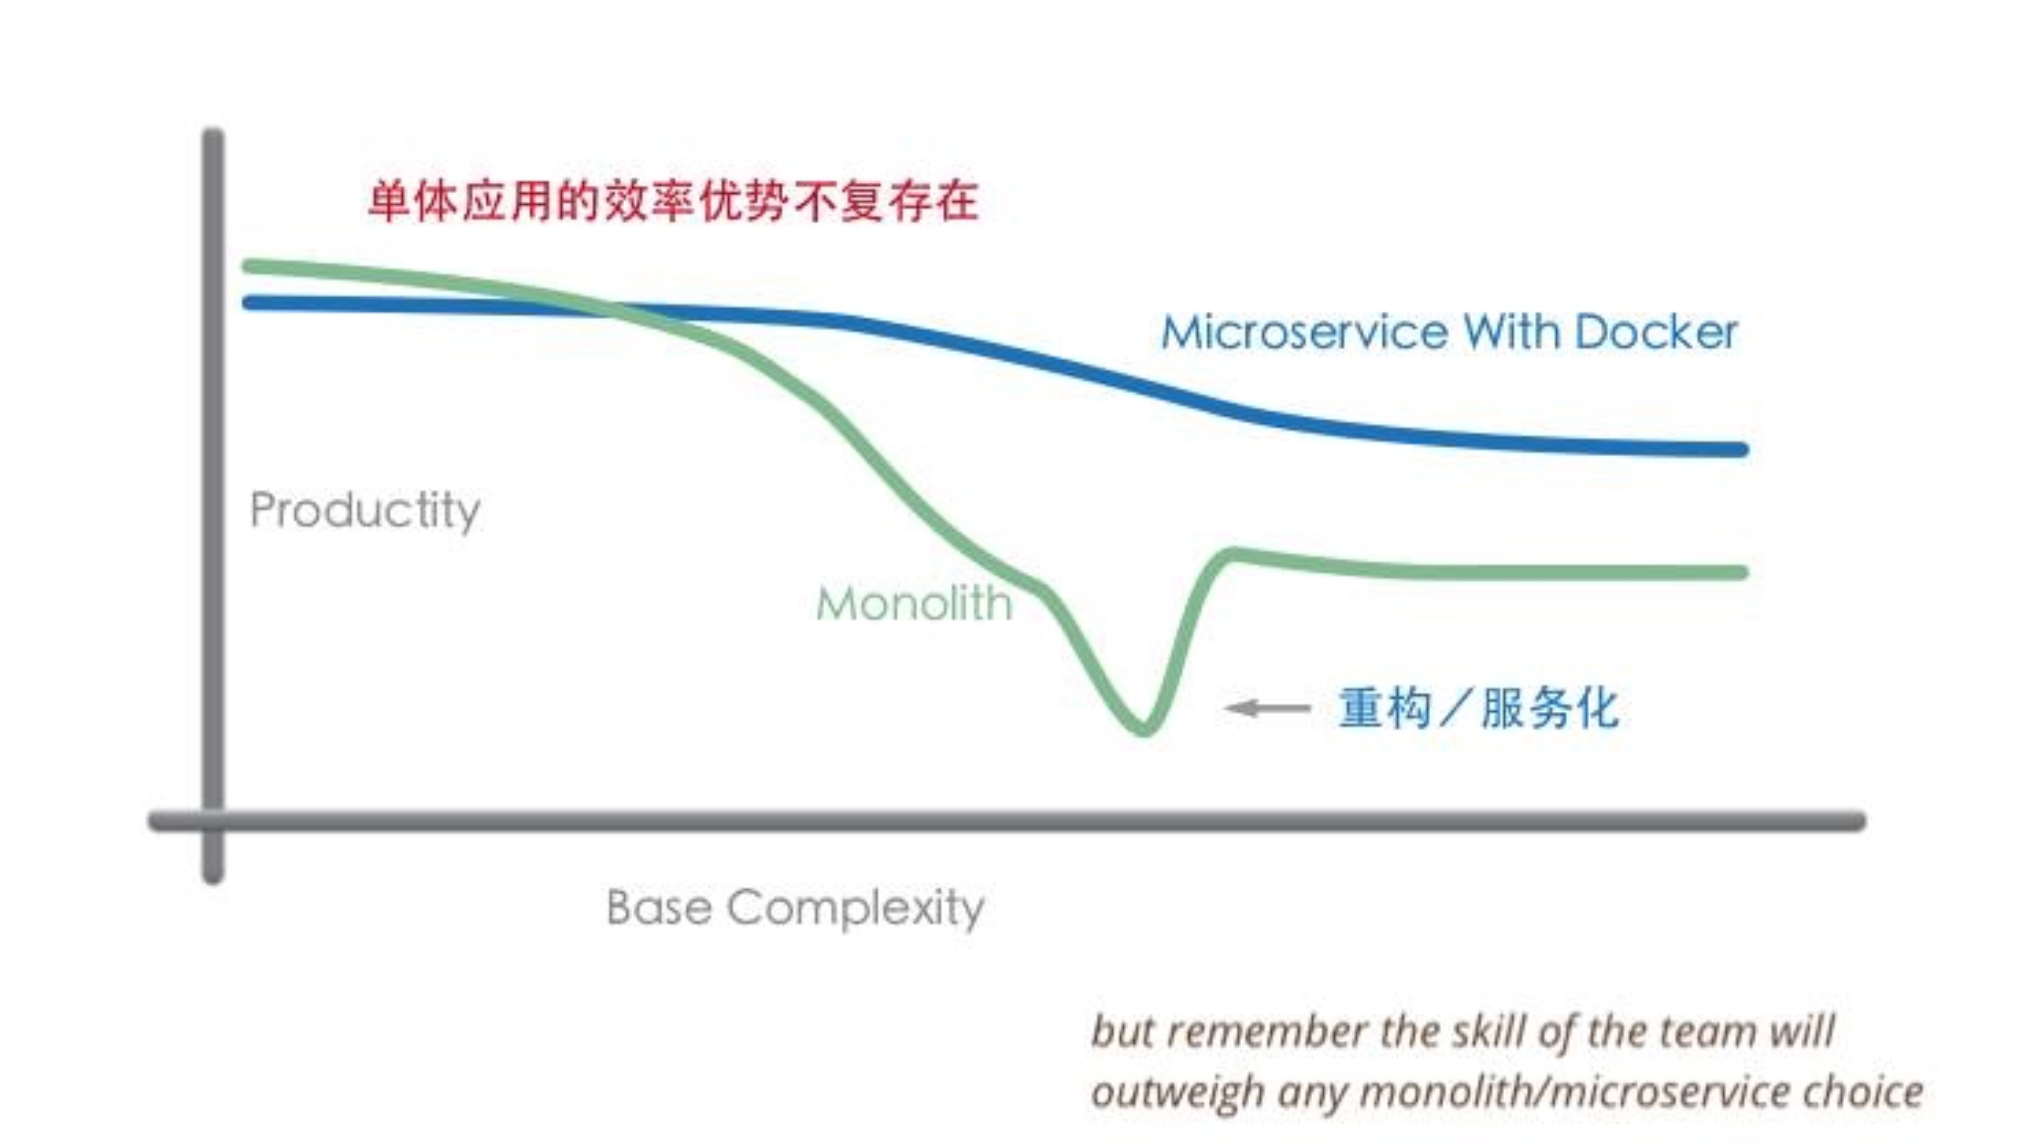 单体应用的效率优势不复存在
Microservice With Docker
Productity
Monolith
重构／服务化
Base Complexity
but remember the skill of the team will
outweigh any monolith/microservice choice